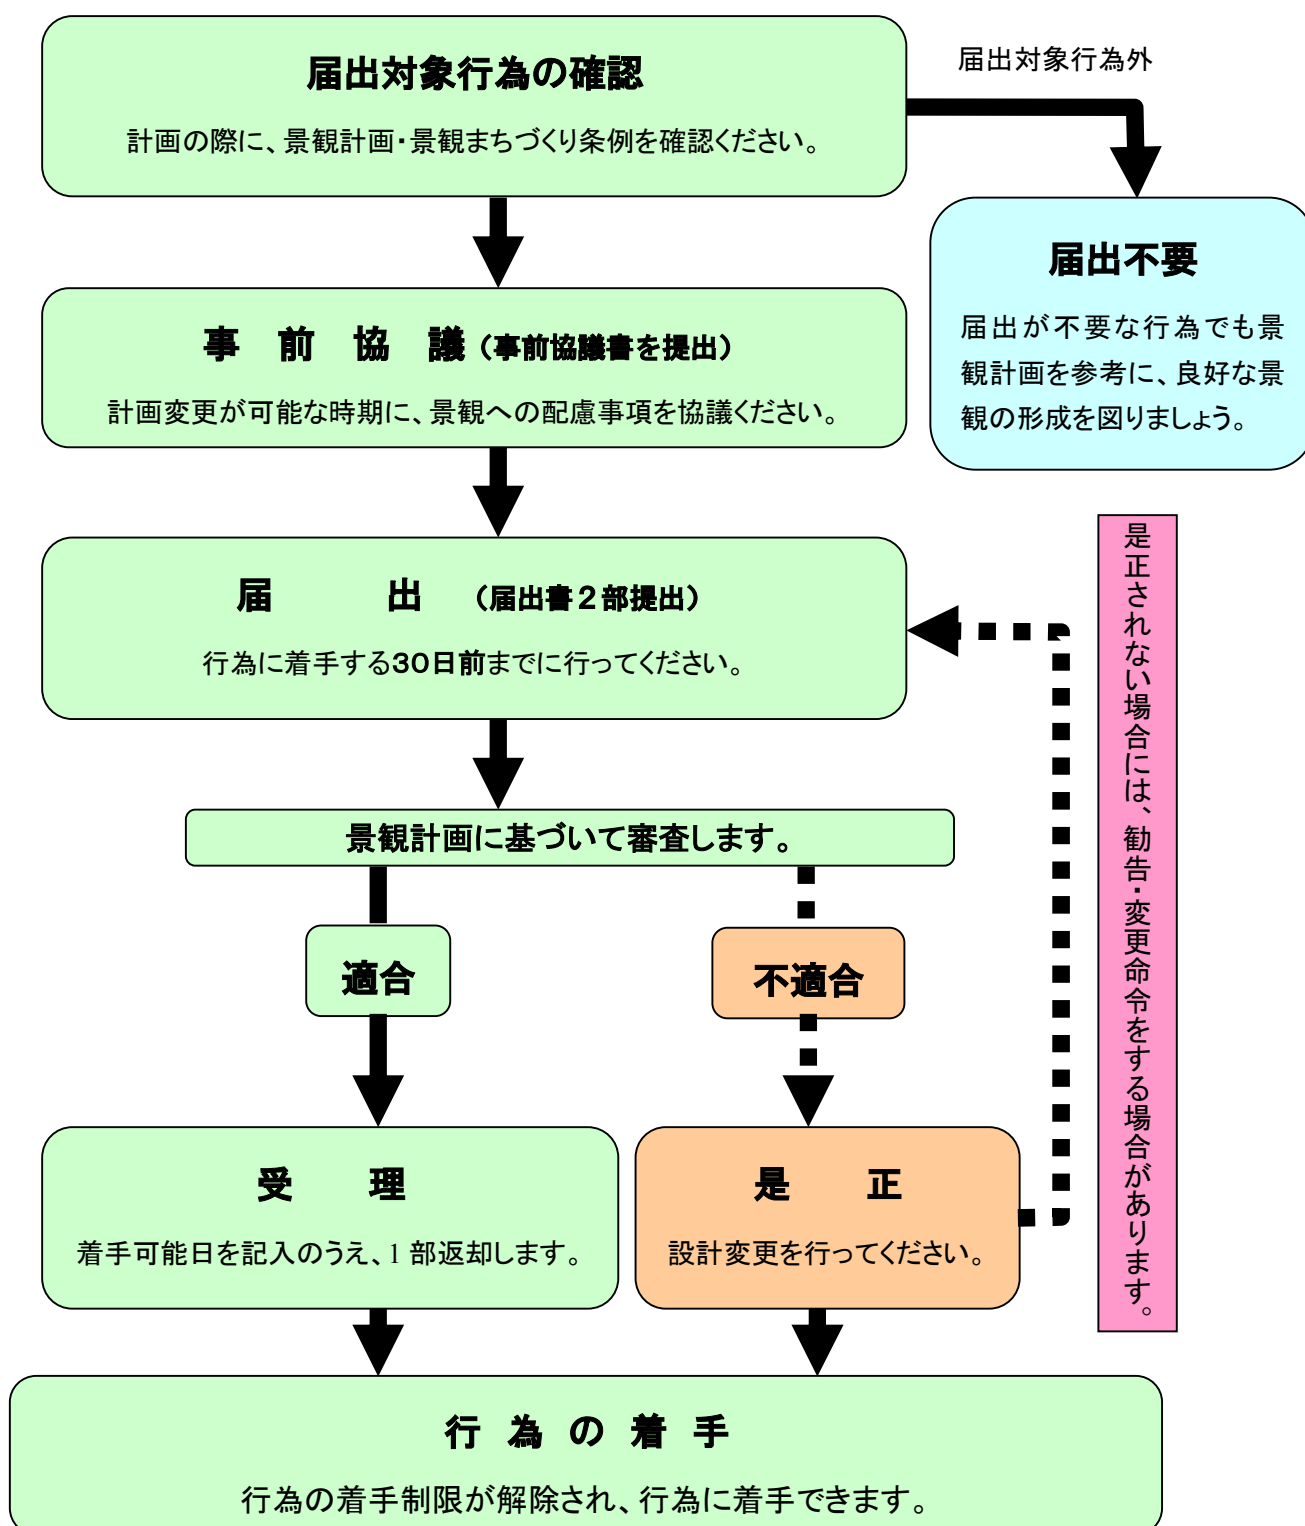 届出対象行為の確認
計画の際に、景観計画・景観まちづくり条例を確認ください。
届出対象行為外
届出不要
届出が不要な行為でも景
観計画を参考に、良好な景
観の形成を図りましょう。
事　前　協　議（事前協議書を提出）
計画変更が可能な時期に、景観への配慮事項を協議ください。
届　　出　（届出書２部提出）
行為に着手する３０日前までに行ってください。
是正されない場合には、勧告・変更命令をする場合があります。
景観計画に基づいて審査します。
適合
不適合
受　　理
着手可能日を記入のうえ、1 部返却します。
是　　正
設計変更を行ってください。
行　為　の　着　手
行為の着手制限が解除され、行為に着手できます。